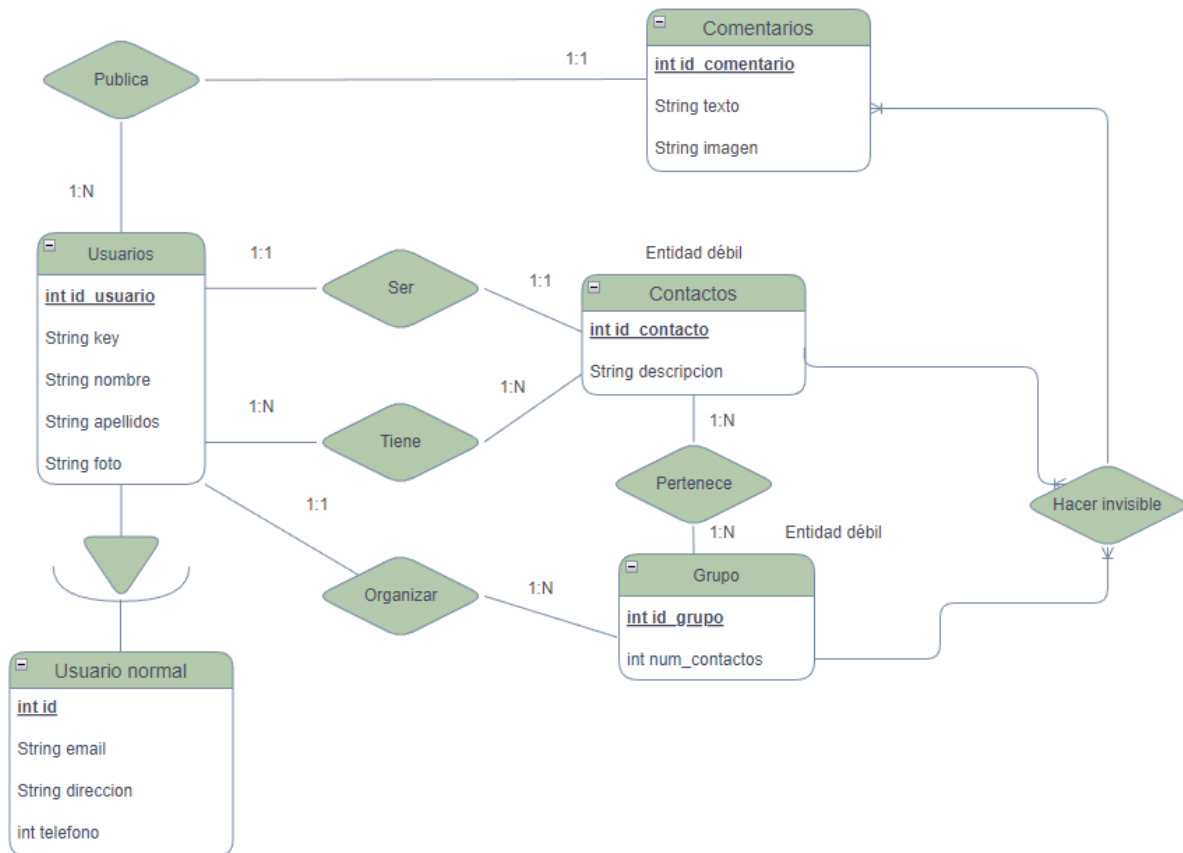 Comentarios
int id_comentario
String texto
String imagen
Publica
1:1
1:N
Usuarios
int id_usuario
String key
String nombre
String apellidos
String foto
1:1
Ser
1:1
Entidad débil
Contactos
int id_contacto
String descripcion
1:N
Tiene
1:N
1:N
Pertenece
1:N
Hacer invisible
Entidad débil
1:1
Organizar
1:N
Grupo
int id_grupo
int num_contactos
Usuario normal
int id
String email
String direccion
int telefono